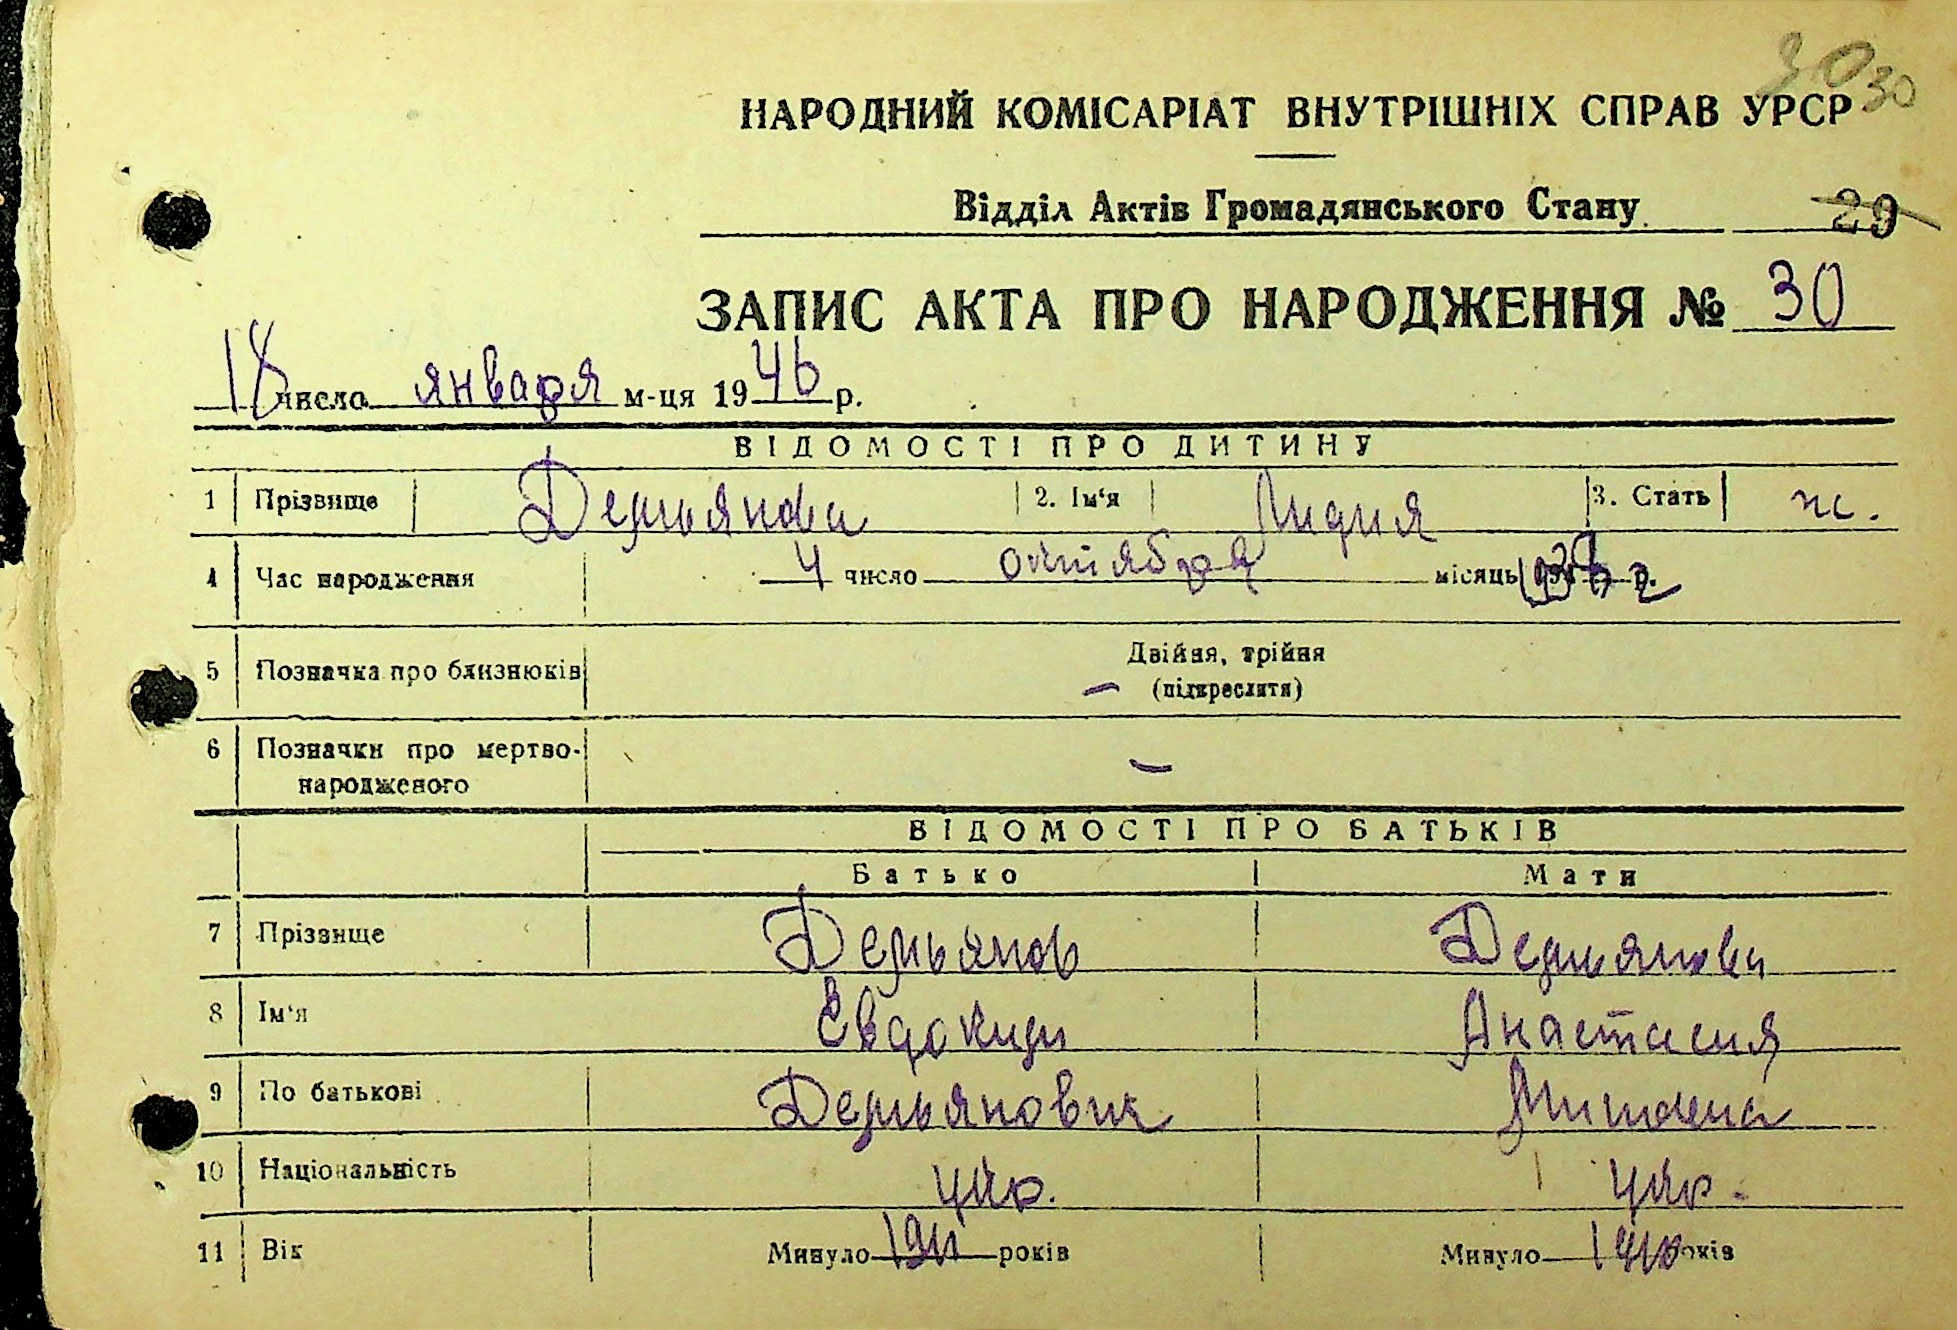 30 30
НАРОДНИЙ КОМІСАРІАТ ВНУТРІШНІХ СПРАВ УРСР
Відділ Актів Громадянського Стану 29
ЗАПИС АКТА ПРО НАРОДЖЕННЯ № 30
18 число января м-ця 1946 р.
ВІДОМОСТІ ПРО ДИТИНУ
1 Прізвище Демьянова 2. Ім'я Лидия 3. Стать ж.
4 Час народження 4 число октября місяць р.
5 Позначка про близнюків Двійня, трійня
(підкреслити) –
6 Позначки про мертво-
народженого –
ВІДОМОСТІ ПРО БАТЬКІВ
Батько Мати
7 Прізвище Демьянов Демьянова
8 Ім'я Евдоким Анастасия
9 По батькові Демьянович
10 Національність укр. укр.
11 Вік Минуло 1911 років Минуло 1910 років